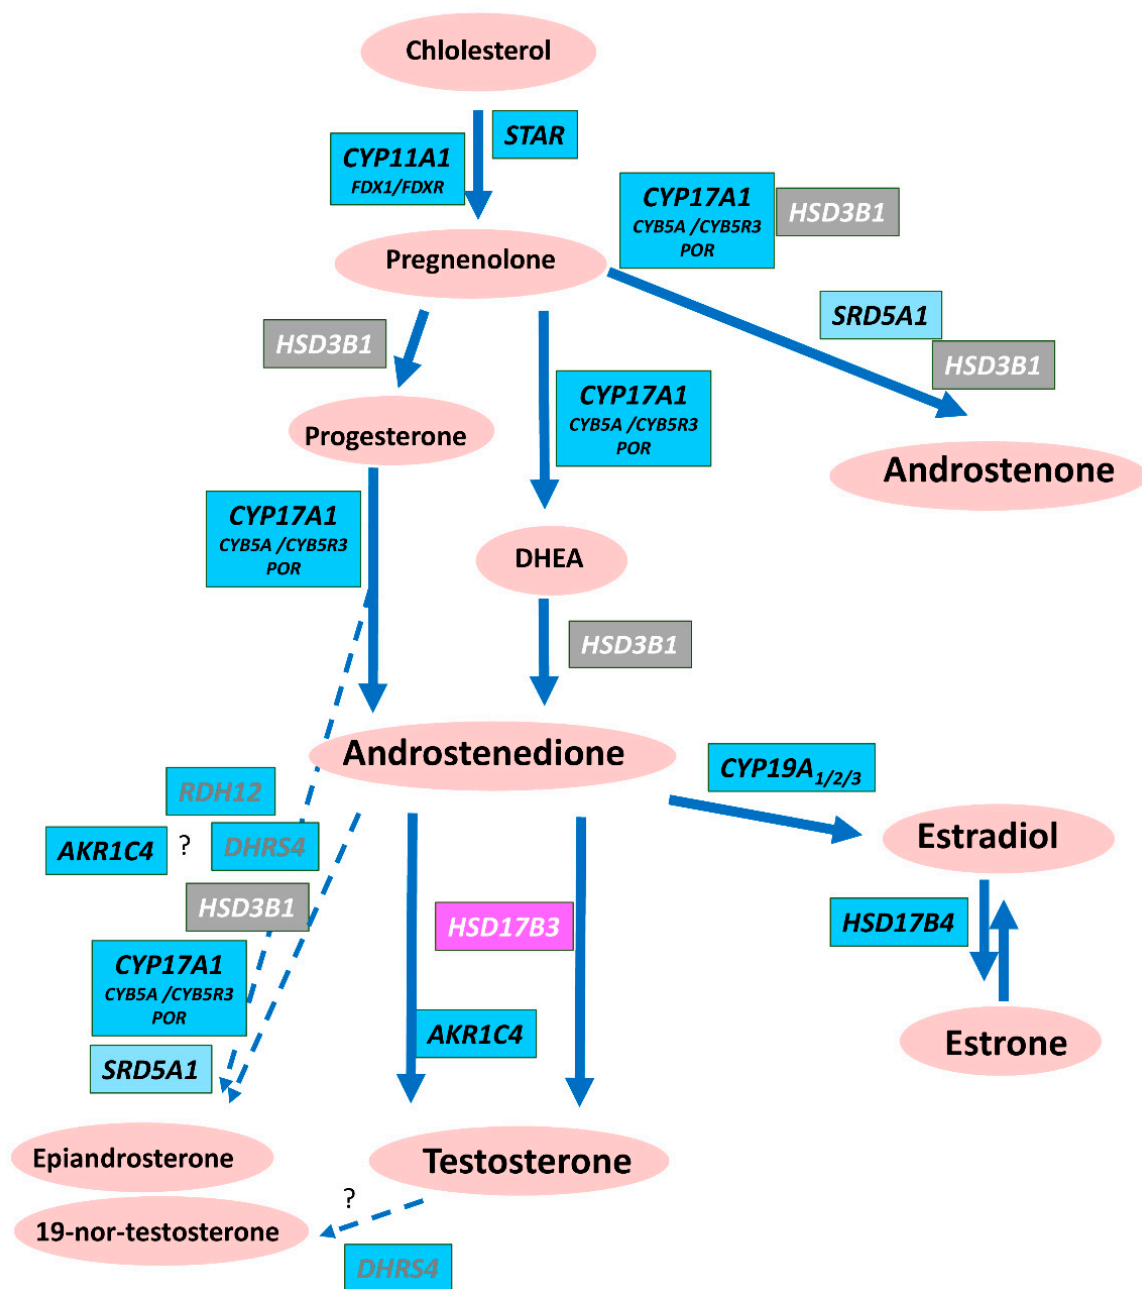 Chlolesterol
STAR
CYP11A1
FDX1/FDXR
CYP17A1
CYB5A /CYB5R3
POR
HSD3B1
Pregnenolone
SRD5A1
HSD3B1
HSD3B1
CYP17A1
CYB5A /CYB5R3
POR
Progesterone
Androstenone
CYP17A1
CYB5A /CYB5R3
POR
DHEA
HSD3B1
Androstenedione
CYP19A1/2/3
RDH12
AKR1C4
?
DHRS4
Estradiol
HSD3B1
HSD17B3
HSD17B4
CYP17A1
CYB5A /CYB5R3
POR
AKR1C4
Estrone
SRD5A1
Epiandrosterone
Testosterone
?
19-nor-testosterone
DHRS4